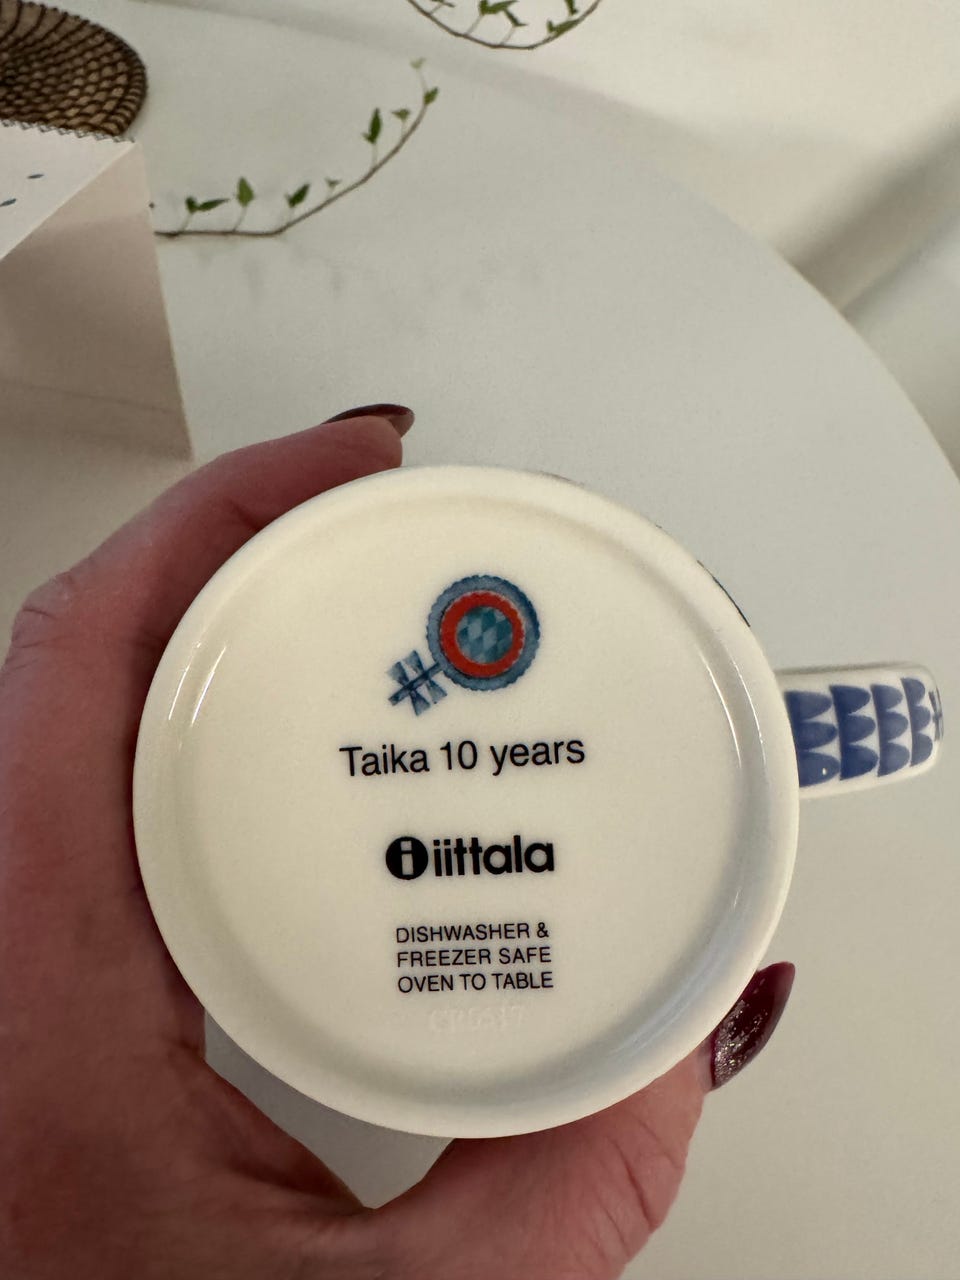 Taika 10 years
iittala
DISHWASHER &
FREEZER SAFE
OVEN TO TABLE